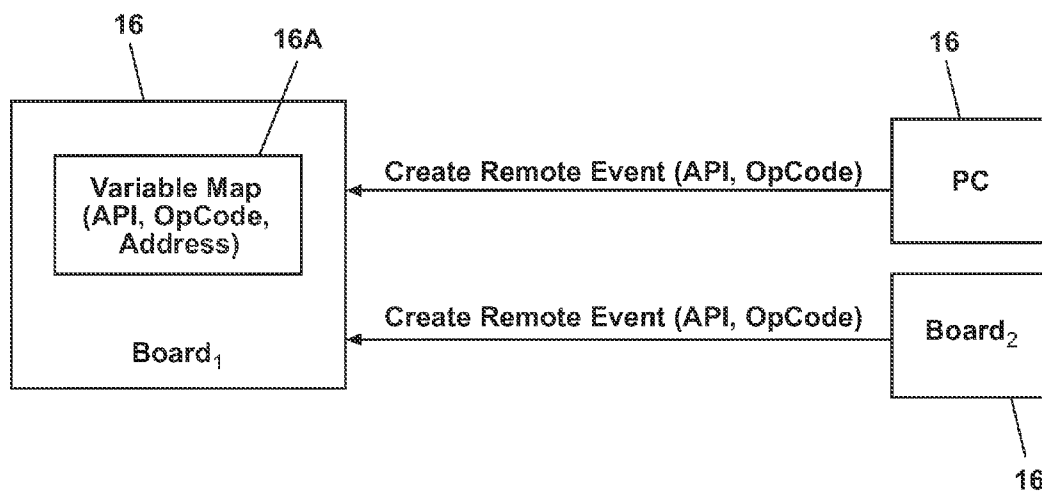 16
16A
16
Variable Map
(API, OpCode,
Address)
Board₁
Create Remote Event (API, OpCode)
PC
Create Remote Event (API, OpCode)
Board₂
16